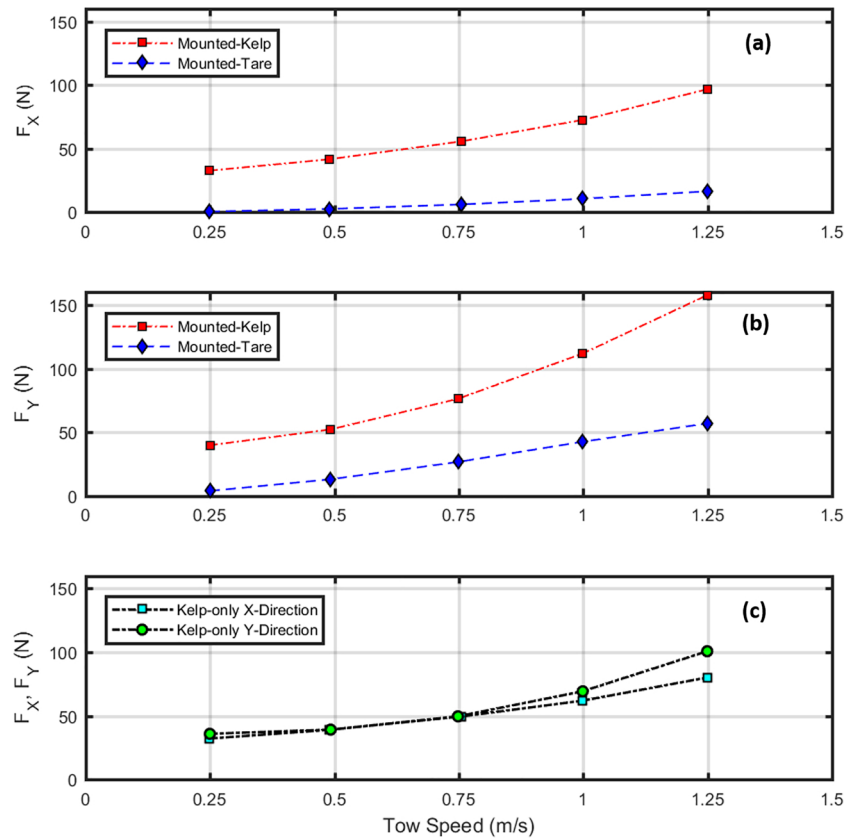 150
100
50
0
F_X (N)
Mounted-Kelp
Mounted-Tare
(a)
0 0.25 0.5 0.75 1 1.25 1.5
150
100
50
0
F_Y (N)
Mounted-Kelp
Mounted-Tare
(b)
0 0.25 0.5 0.75 1 1.25 1.5
150
100
50
0
F_X, F_Y (N)
Kelp-only X-Direction
Kelp-only Y-Direction
(c)
0 0.25 0.5 0.75 1 1.25 1.5
Tow Speed (m/s)